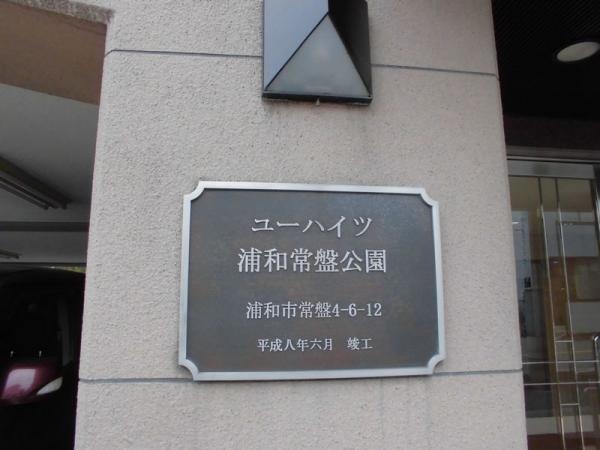 ユーハイツ
浦和常盤公園
浦和市常盤4-6-12
平成八年六月　竣工